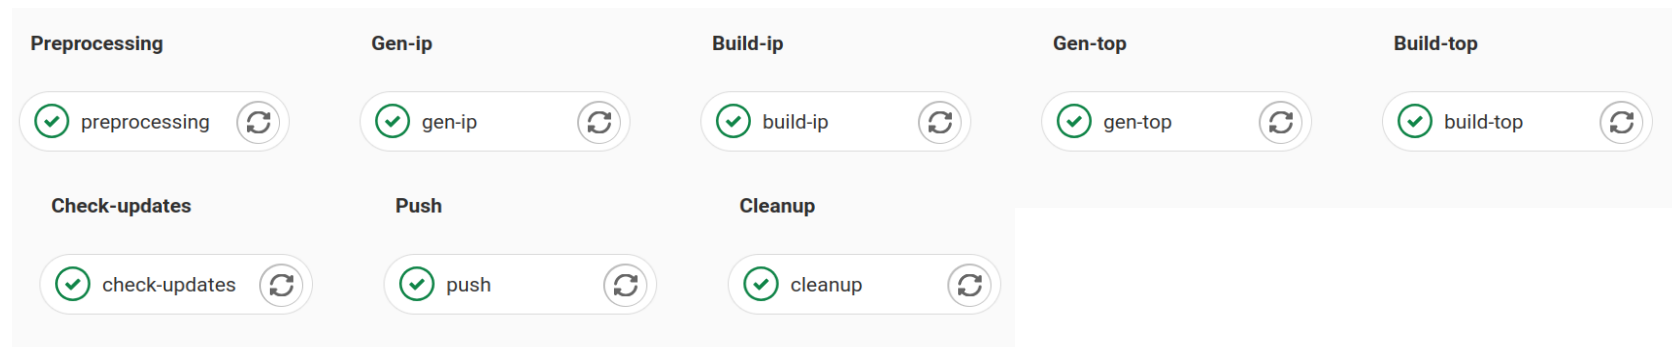 Preprocessing Gen-ip Build-ip Gen-top Build-top
preprocessing gen-ip build-ip gen-top build-top
Check-updates Push Cleanup
check-updates push cleanup